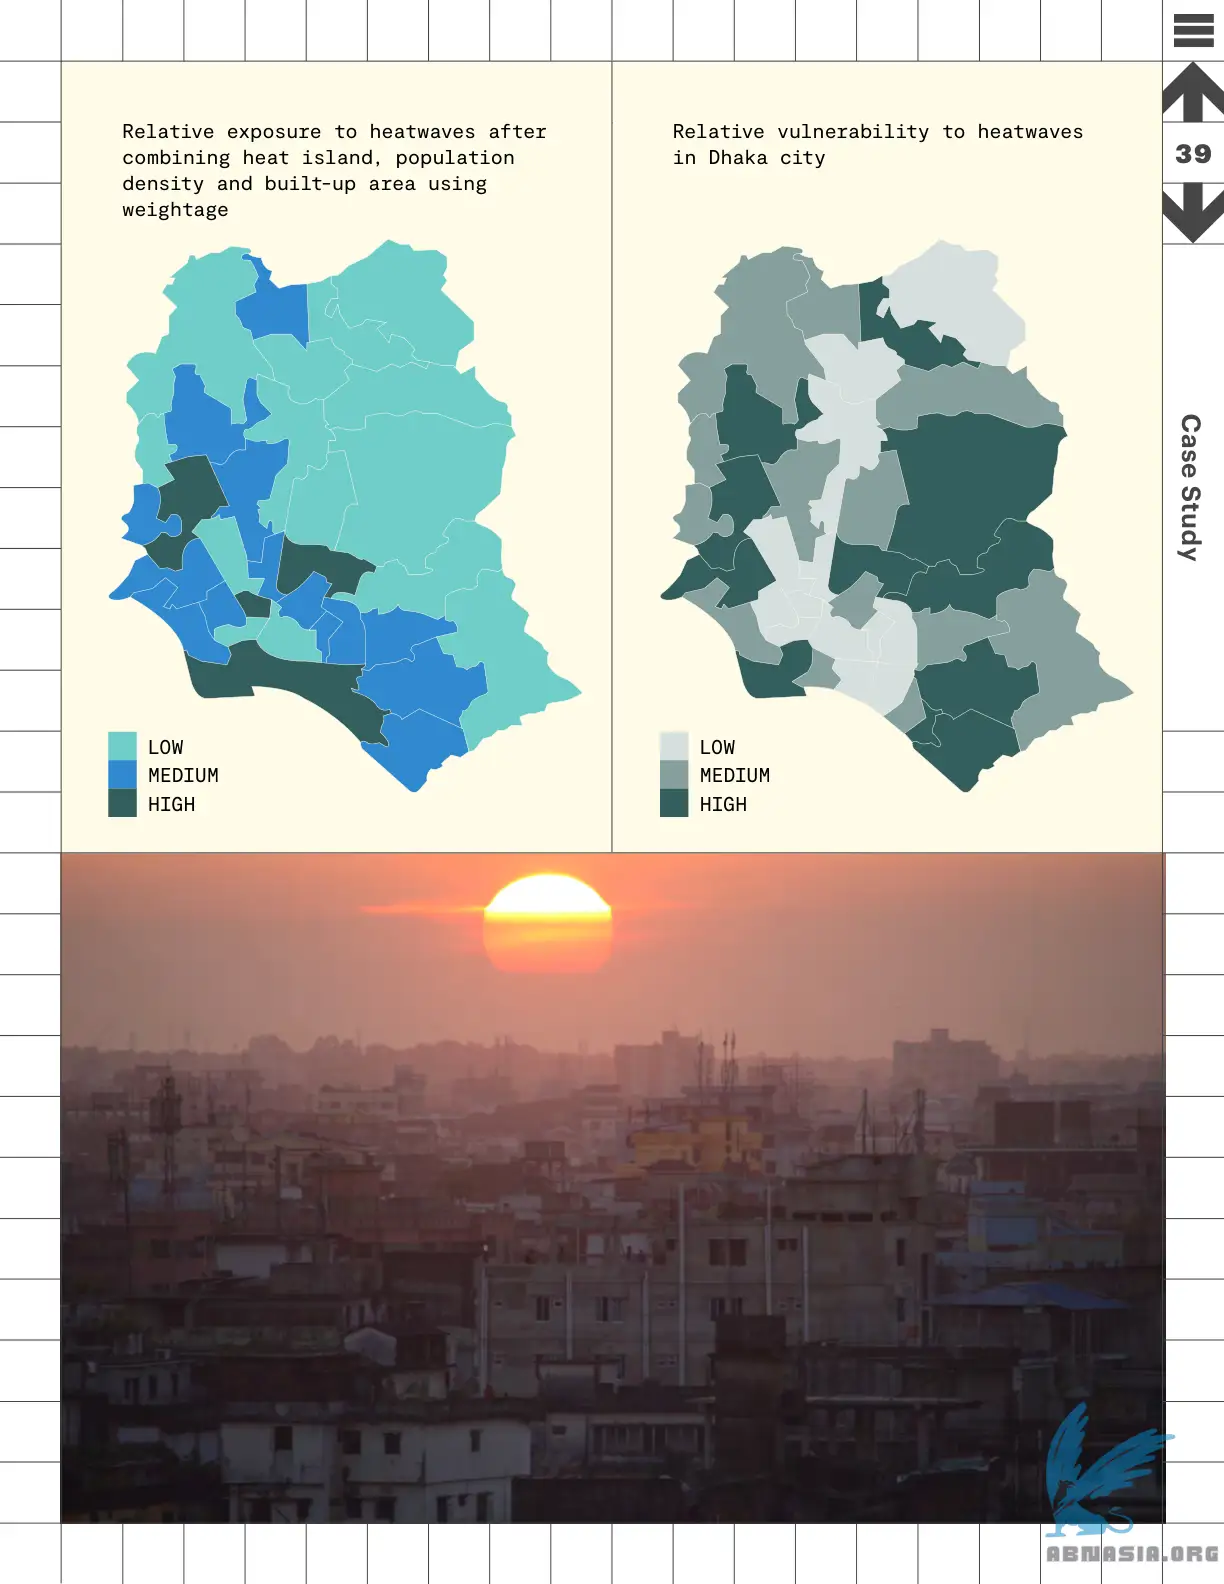 39
Case Study
Relative exposure to heatwaves after
combining heat island, population
density and built-up area using
weightage
LOW
MEDIUM
HIGH
Relative vulnerability to heatwaves
in Dhaka city
LOW
MEDIUM
HIGH
ABNASIA.ORG